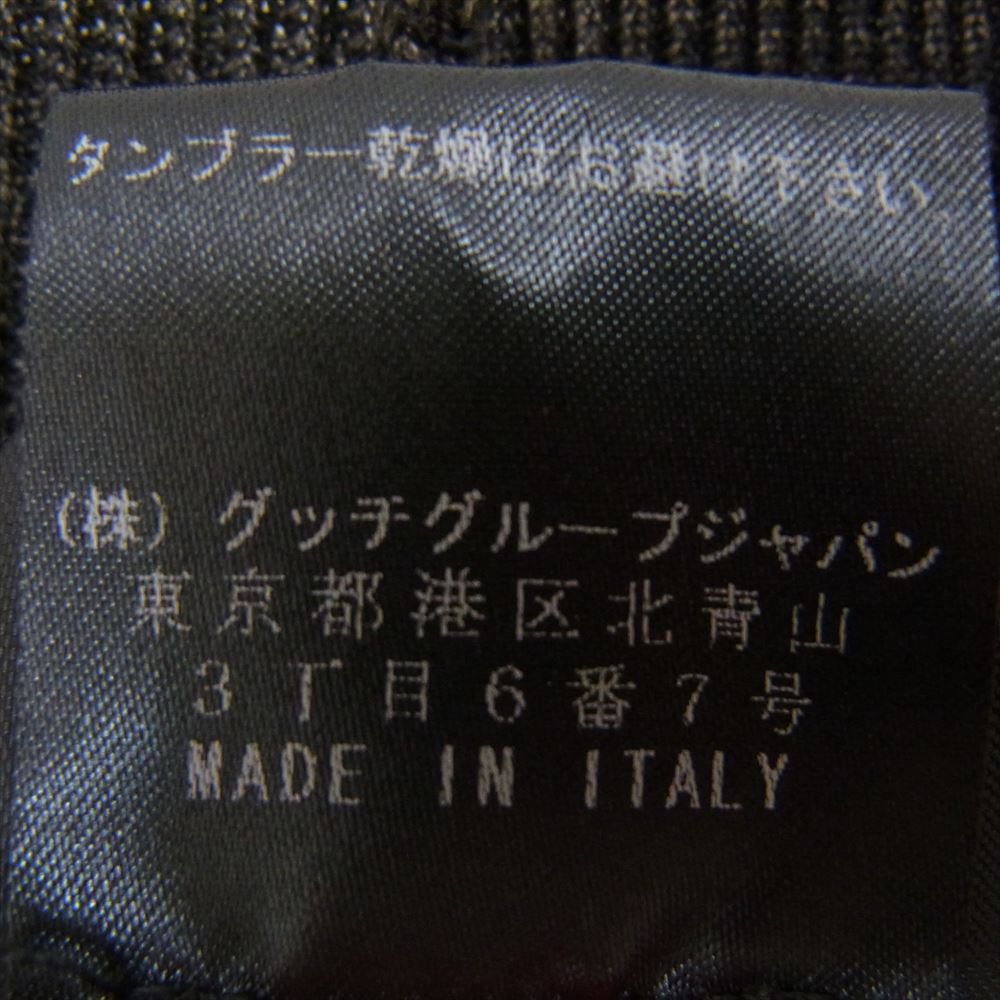 タンブラー乾燥はお避け下さい。
(株) グッチグループジャパン
東京都港区北青山
3丁目6番7号
MADE IN ITALY